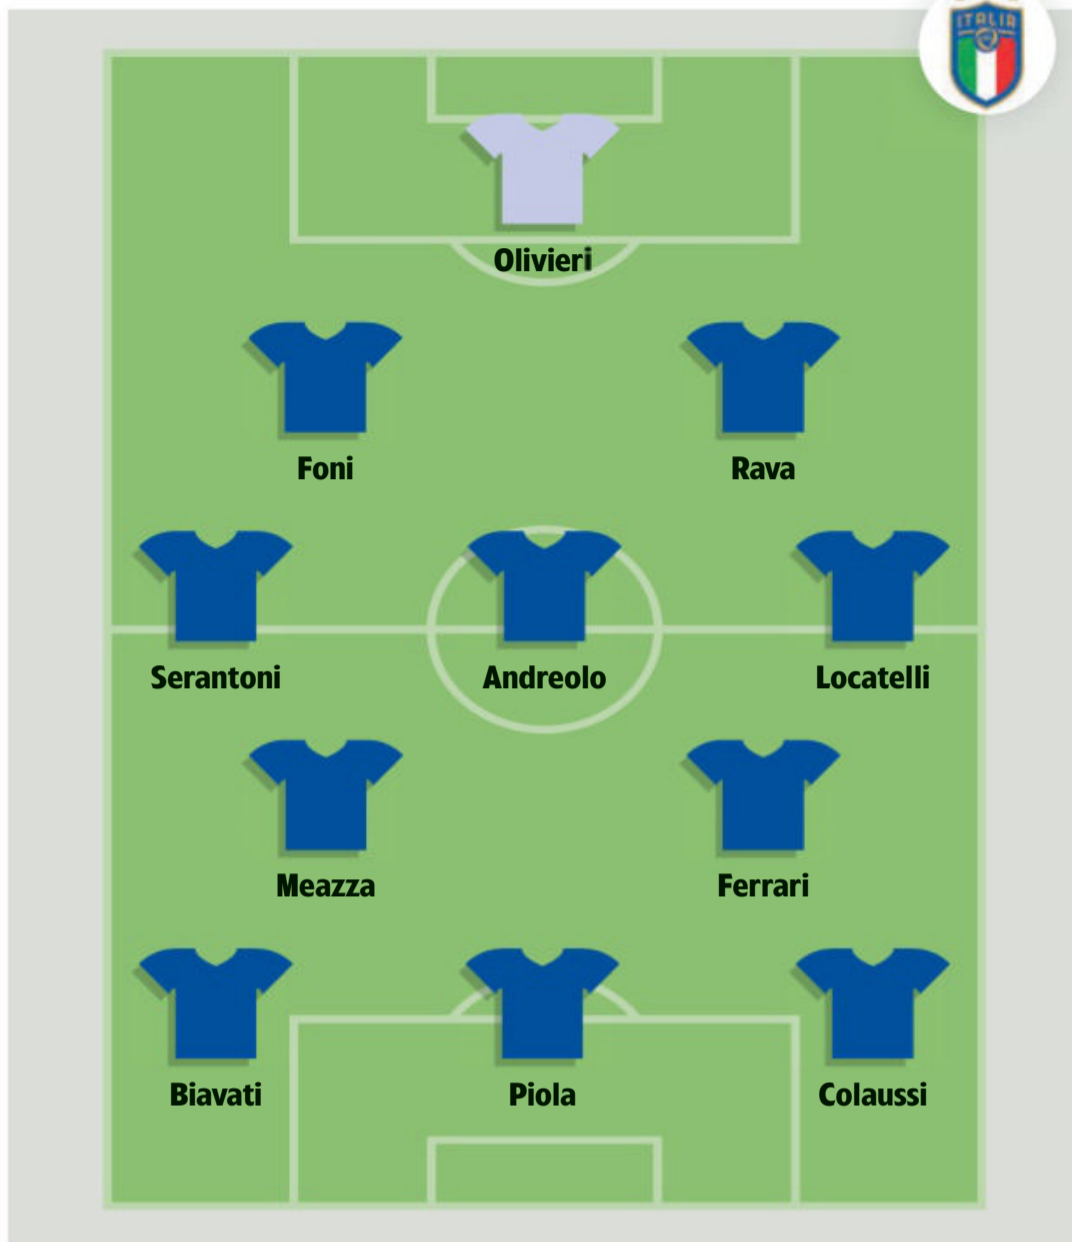 ITALIA
Olivieri
Foni Rava
Serantoni Andreolo Locatelli
Meazza Ferrari
Biavati Piola Colaussi